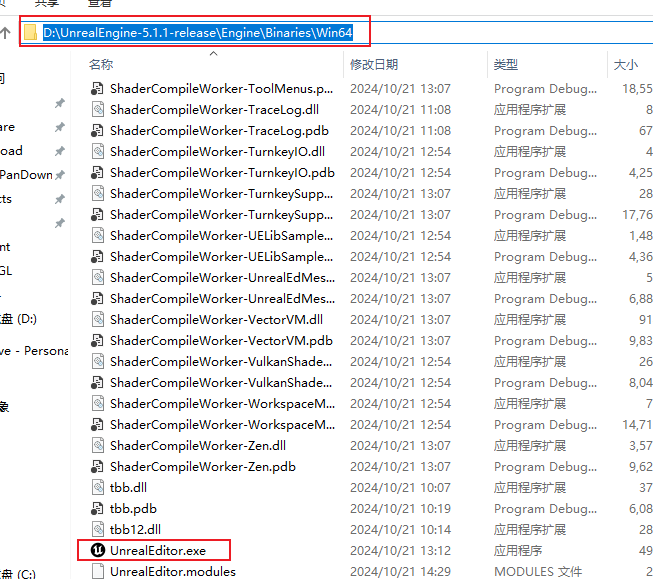 共享 查看
D:\UnrealEngine-5.1.1-release\Engine\Binaries\Win64
名称 修改日期 类型 大小
ShaderCompileWorker-ToolMenus.p... 2024/10/21 13:07 Program Debug... 18,55
ShaderCompileWorker-TraceLog.dll 2024/10/21 11:08 应用程序扩展 8
ShaderCompileWorker-TraceLog.pdb 2024/10/21 11:08 Program Debug... 67
ShaderCompileWorker-TurnkeyIO.dll 2024/10/21 12:54 应用程序扩展 4
ShaderCompileWorker-TurnkeyIO.pdb 2024/10/21 12:54 Program Debug... 4,25
ShaderCompileWorker-TurnkeySupp... 2024/10/21 13:07 应用程序扩展 28
ShaderCompileWorker-TurnkeySupp... 2024/10/21 13:07 Program Debug... 17,76
ShaderCompileWorker-UELibSample... 2024/10/21 12:54 应用程序扩展 1,48
ShaderCompileWorker-UELibSample... 2024/10/21 12:54 Program Debug... 4,36
ShaderCompileWorker-UnrealEdMes... 2024/10/21 13:07 应用程序扩展 5
ShaderCompileWorker-UnrealEdMes... 2024/10/21 13:07 Program Debug... 6,88
ShaderCompileWorker-VectorVM.dll 2024/10/21 13:07 应用程序扩展 91
ShaderCompileWorker-VectorVM.pdb 2024/10/21 13:07 Program Debug... 9,83
ShaderCompileWorker-VulkanShade... 2024/10/21 12:54 应用程序扩展 26
ShaderCompileWorker-VulkanShade... 2024/10/21 12:54 Program Debug... 8,04
ShaderCompileWorker-WorkspaceM... 2024/10/21 12:54 应用程序扩展 7
ShaderCompileWorker-WorkspaceM... 2024/10/21 12:54 Program Debug... 14,71
ShaderCompileWorker-Zen.dll 2024/10/21 13:07 应用程序扩展 3,57
ShaderCompileWorker-Zen.pdb 2024/10/21 13:07 Program Debug... 9,62
tbb.dll 2024/10/21 10:07 应用程序扩展 37
tbb.pdb 2024/10/21 10:19 Program Debug... 6,08
tbb12.dll 2024/10/21 10:14 应用程序扩展 28
UnrealEditor.exe 2024/10/21 13:12 应用程序 49
UnrealEditor.modules 2024/10/21 14:29 MODULES 文件 2
问
are
oad
PanDown
cts
nt
GL
盘 (D:)
ve - Persona
象
盘 (C:)